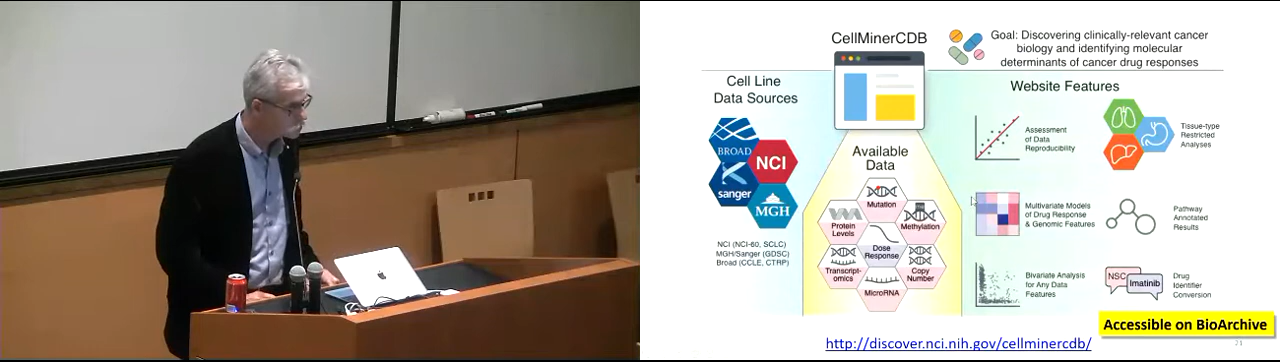 CellMinerCDB
Goal: Discovering clinically-relevant cancer
biology and identifying molecular
determinants of cancer drug responses
Cell Line
Data Sources
BROAD
NCI
sanger
MGH
NCI (NCI-60, SCLC)
MGH/Sanger (GDSC)
Broad (CCLE, CTRP)
Available
Data
Mutation
Protein
Levels
Methylation
Dose
Response
Transcript-
omics
Copy
Number
MicroRNA
Website Features
Assessment
of Data
Reproducibility
Tissue-type
Restricted
Analyses
Multivariate Models
of Drug Response
& Genomic Features
Pathway
Annotated
Results
Bivariate Analysis
for Any Data
Features
NSC
Imatinib
Drug
Identifier
Conversion
Accessible on BioArchive
http://discover.nci.nih.gov/cellminercdb/